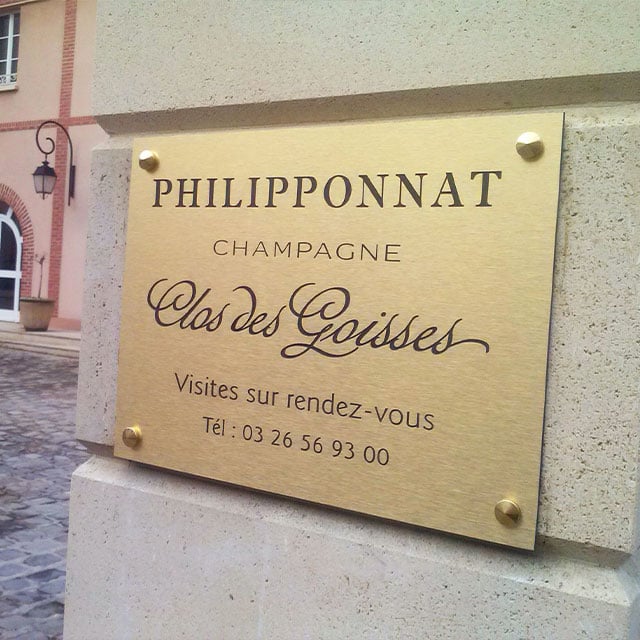 PHILIPPONNAT
CHAMPAGNE
Clos des Goisses
Visites sur rendez-vous
Tél : 03 26 56 93 00